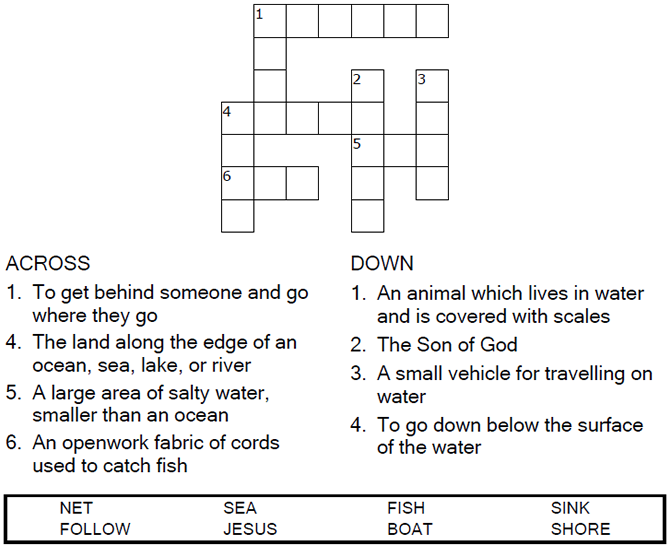 1
2
3
4
5
6
ACROSS
1. To get behind someone and go
where they go
4. The land along the edge of an
ocean, sea, lake, or river
5. A large area of salty water,
smaller than an ocean
6. An openwork fabric of cords
used to catch fish
DOWN
1. An animal which lives in water
and is covered with scales
2. The Son of God
3. A small vehicle for travelling on
water
4. To go down below the surface
of the water
NET SEA FISH SINK
FOLLOW JESUS BOAT SHORE